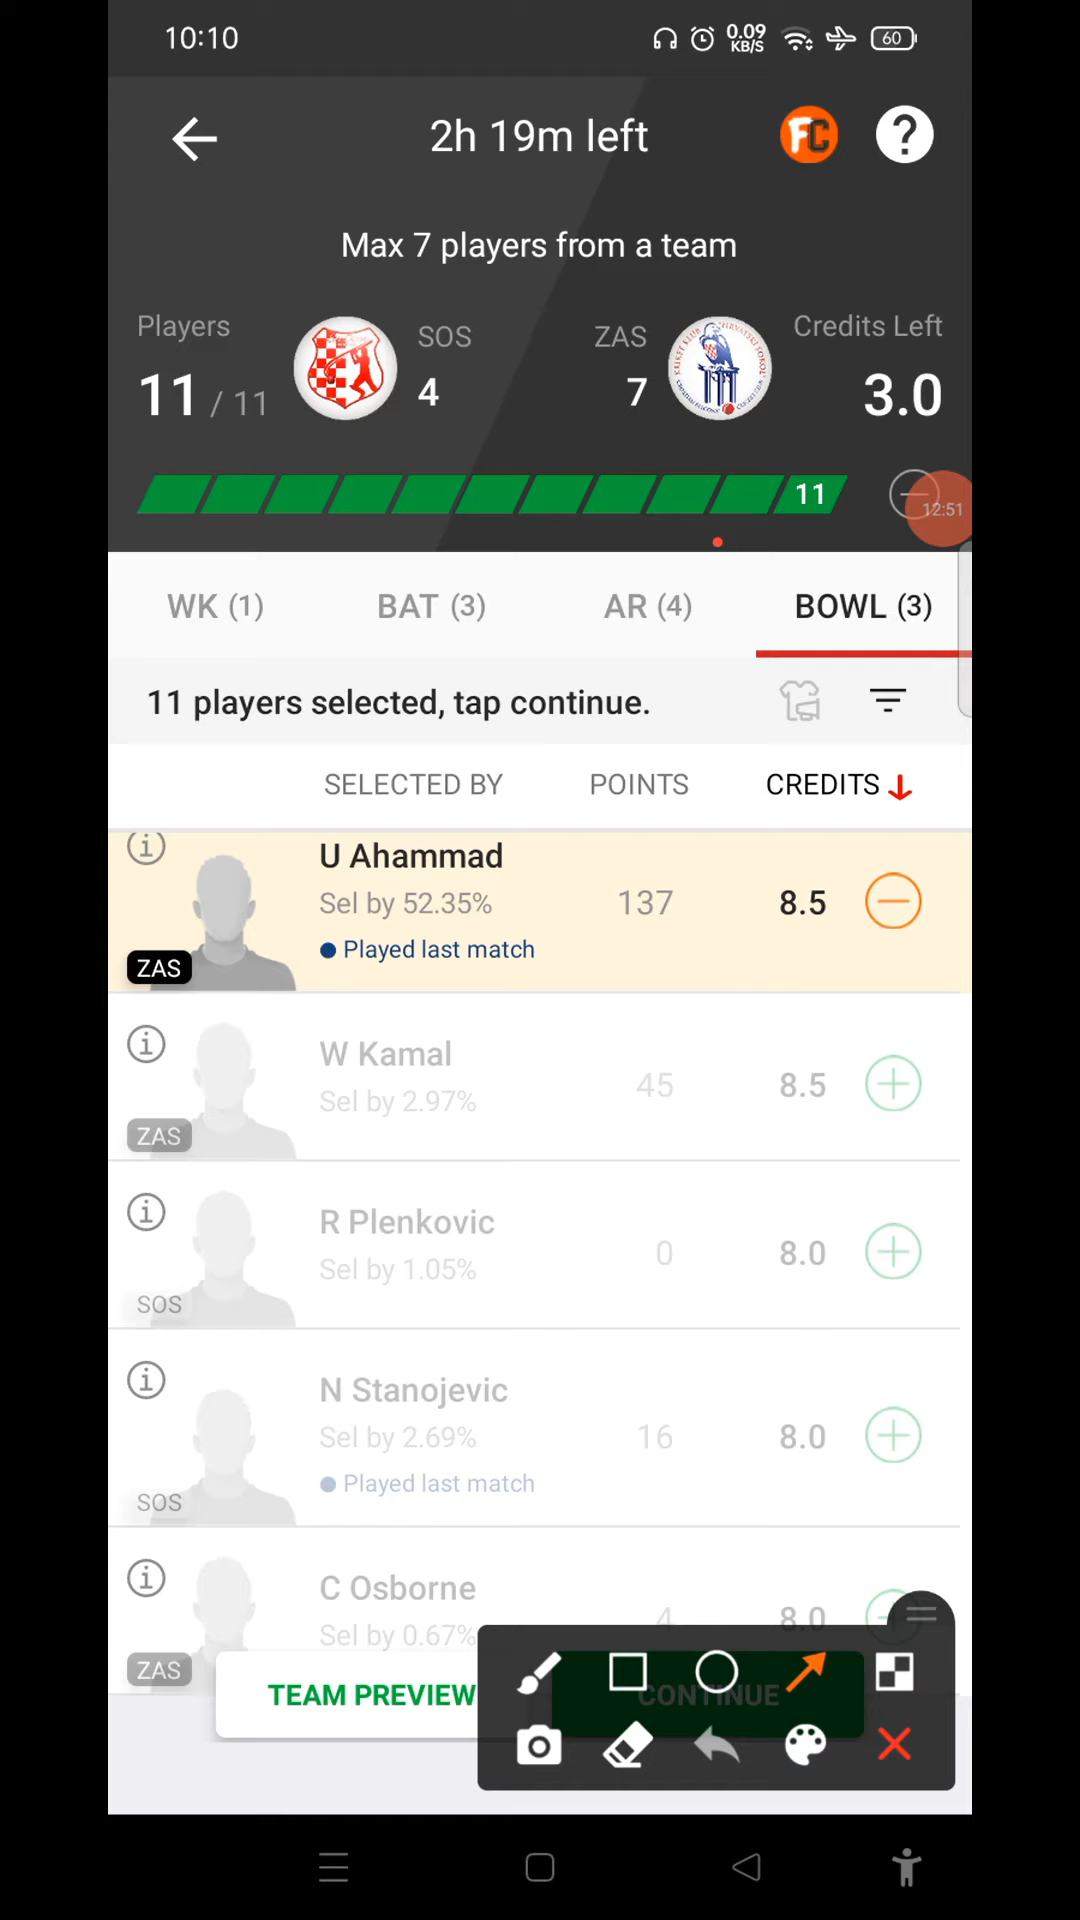 10:10
0.09 KB/S
60
2h 19m left
FC
?
Max 7 players from a team
Players
SOS
ZAS
Credits Left
11 / 11
4
7
3.0
11
12:51
WK (1)
BAT (3)
AR (4)
BOWL (3)
11 players selected, tap continue.
SELECTED BY
POINTS
CREDITS
U Ahammad
Sel by 52.35%
137
8.5
Played last match
ZAS
W Kamal
Sel by 2.97%
45
8.5
ZAS
R Plenkovic
Sel by 1.05%
0
8.0
SOS
N Stanojevic
Sel by 2.69%
16
8.0
Played last match
SOS
C Osborne
Sel by 0.67%
4
8.0
ZAS
TEAM PREVIEW
CONTINUE